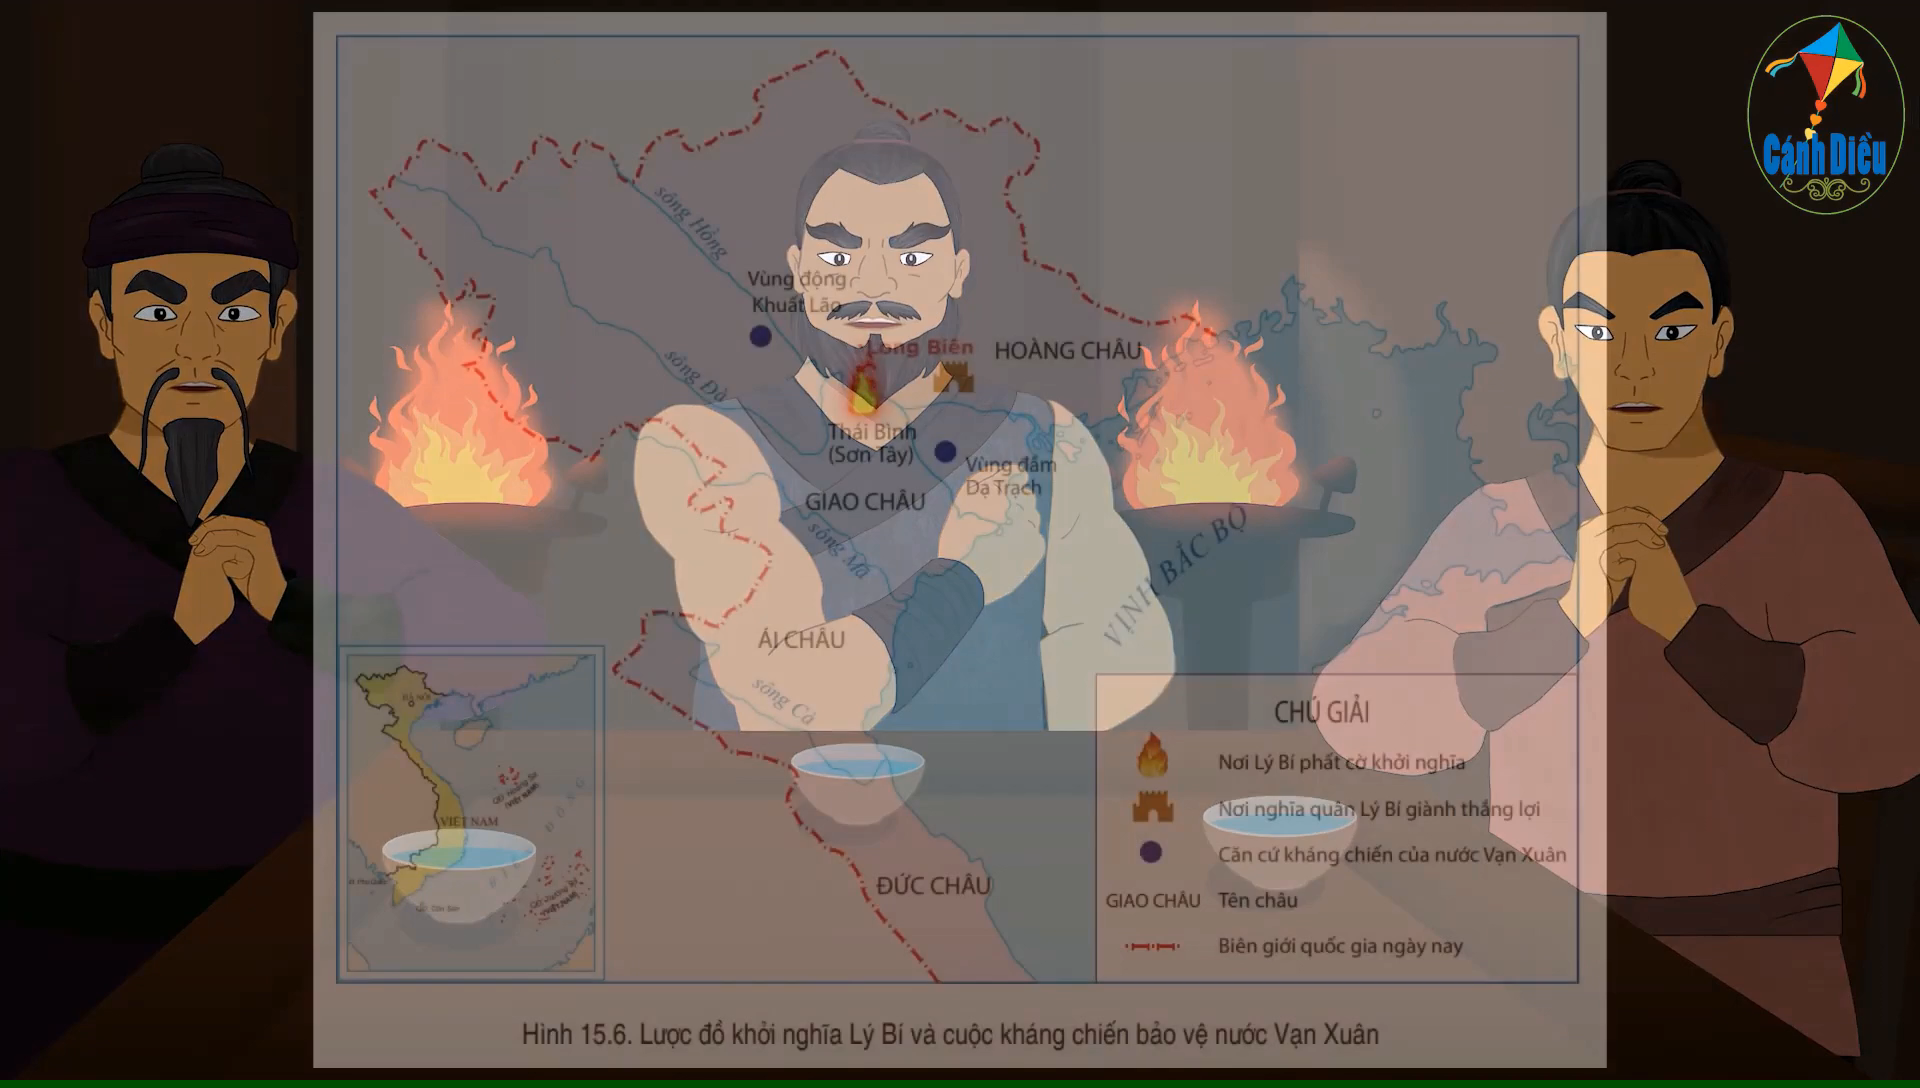 Cánh Diều
sông Hồng
Vùng động
Khuất Lão
Long Biên
HOÀNG CHÂU
sông Đà
Thái Bình
(Sơn Tây)
Vùng đầm
Dạ Trạch
GIAO CHÂU
sông Mã
VỊNH BẮC BỘ
ÁI CHÂU
sông Cả
ĐỨC CHÂU
HÀ NỘI
VIỆT NAM
CHÚ GIẢI
Nơi Lý Bí phất cờ khởi nghĩa
Nơi nghĩa quân Lý Bí giành thắng lợi
Căn cứ kháng chiến của nước Vạn Xuân
GIAO CHÂU Tên châu
Biên giới quốc gia ngày nay
Hình 15.6. Lược đồ khởi nghĩa Lý Bí và cuộc kháng chiến bảo vệ nước Vạn Xuân